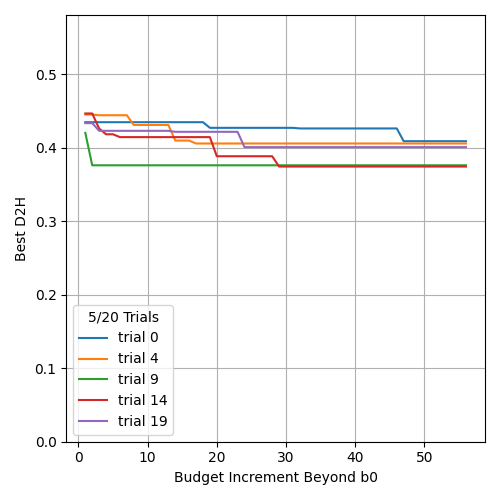 0.5
0.4
0.3
0.2
0.1
0.0
Best D2H
5/20 Trials
trial 0
trial 4
trial 9
trial 14
trial 19
0 10 20 30 40 50
Budget Increment Beyond b0